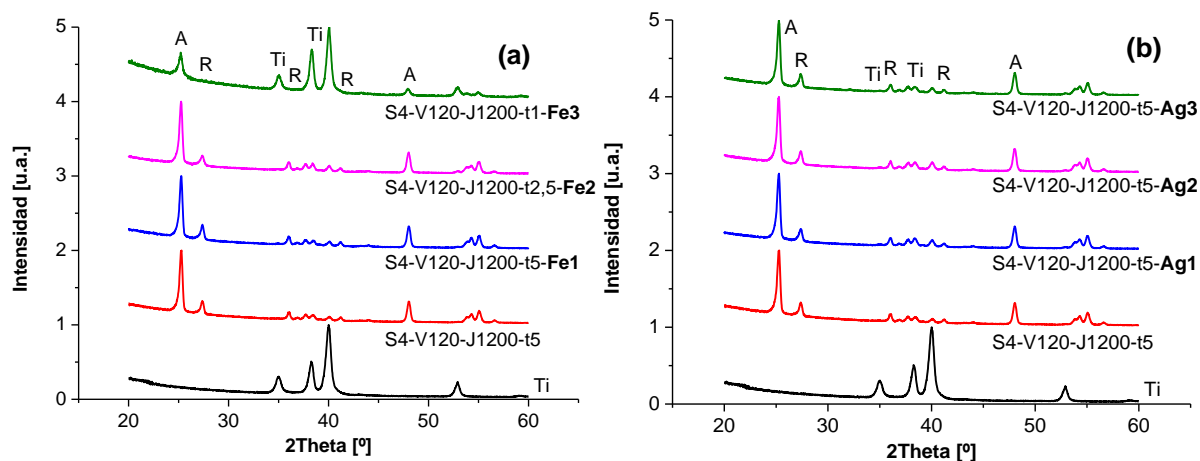 5
4
3
2
1
0
Intensidad [u.a.]
20
30
40
50
60
2Theta [º]
(a)
A
R
Ti
R
Ti
R
A
S4-V120-J1200-t1-Fe3
S4-V120-J1200-t2,5-Fe2
S4-V120-J1200-t5-Fe1
S4-V120-J1200-t5
Ti
5
4
3
2
1
0
Intensidad [u.a.]
20
30
40
50
60
2Theta [º]
(b)
A
R
Ti
R
Ti
R
A
S4-V120-J1200-t5-Ag3
S4-V120-J1200-t5-Ag2
S4-V120-J1200-t5-Ag1
S4-V120-J1200-t5
Ti